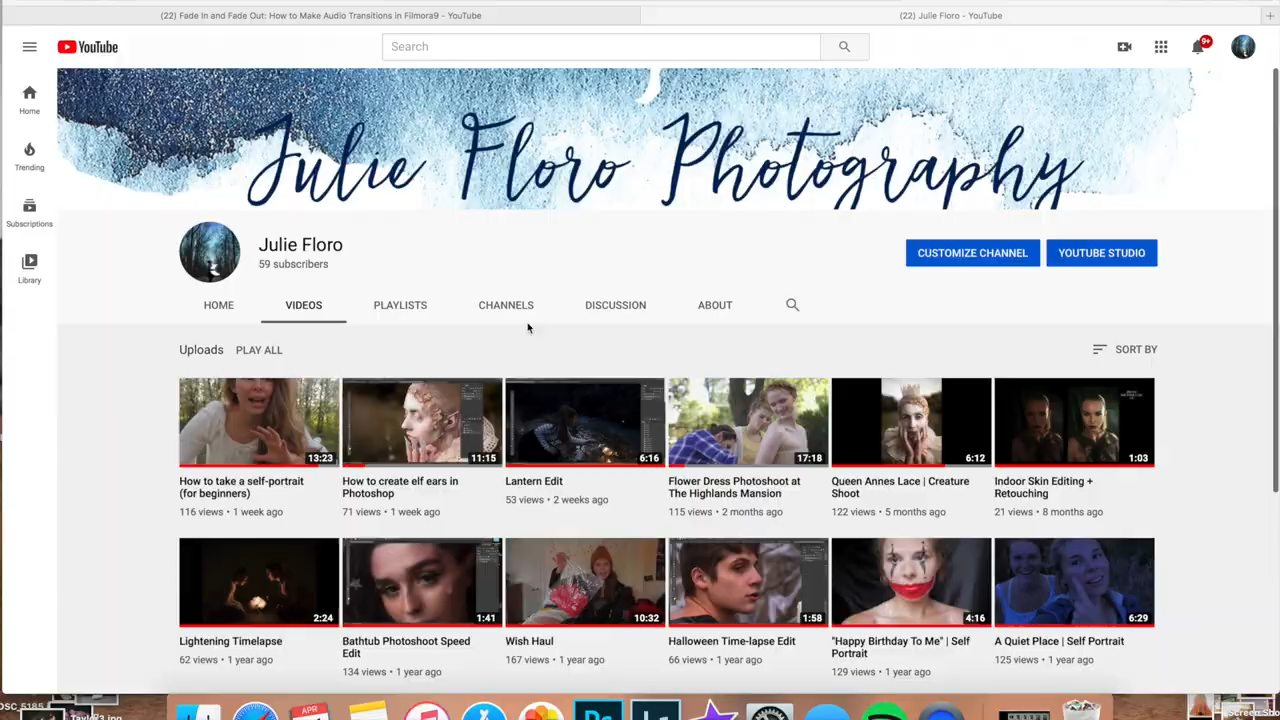 (22) Fade In and Fade Out: How to Make Audio Transitions in Filmora9 - YouTube
(22) Julie Floro - YouTube
YouTube
Search
9+
Home
Trending
Subscriptions
Library
Julie Floro Photography
Julie Floro
59 subscribers
CUSTOMIZE CHANNEL
YOUTUBE STUDIO
HOME
VIDEOS
PLAYLISTS
CHANNELS
DISCUSSION
ABOUT
Uploads
PLAY ALL
SORT BY
13:23
How to take a self-portrait
(for beginners)
116 views • 1 week ago
11:15
How to create elf ears in
Photoshop
71 views • 1 week ago
6:16
Lantern Edit
53 views • 2 weeks ago
17:18
Flower Dress Photoshoot at
The Highlands Mansion
115 views • 2 months ago
6:12
Queen Annes Lace | Creature
Shoot
122 views • 5 months ago
1:03
Indoor Skin Editing +
Retouching
21 views • 8 months ago
2:24
Lightening Timelapse
62 views • 1 year ago
1:41
Bathtub Photoshoot Speed
Edit
134 views • 1 year ago
10:32
Wish Haul
167 views • 1 year ago
1:58
Halloween Time-lapse Edit
66 views • 1 year ago
4:16
"Happy Birthday To Me" | Self
Portrait
129 views • 1 year ago
6:29
A Quiet Place | Self Portrait
125 views • 1 year ago
APR